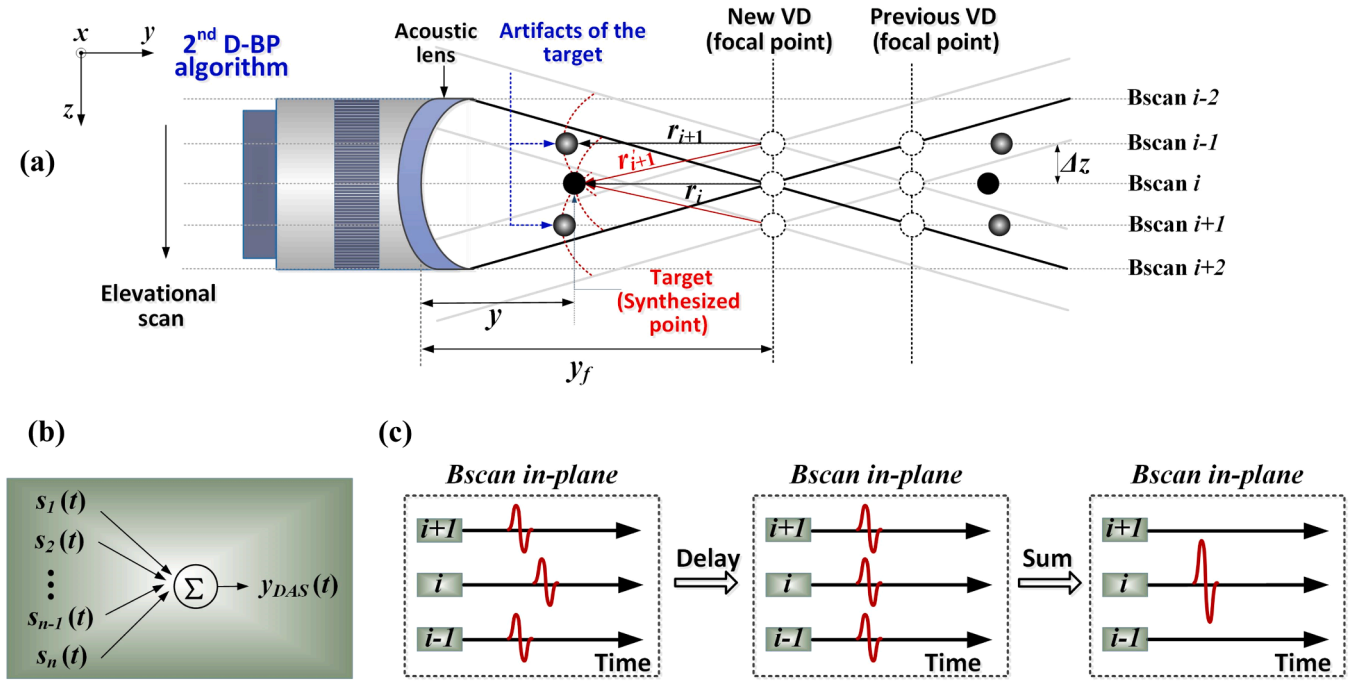 (a)
x
y
z
2nd D-BP
algorithm
Acoustic
lens
Artifacts of the
target
New VD
(focal point)
Previous VD
(focal point)
Bscan i-2
Bscan i-1
Bscan i
Bscan i+1
Bscan i+2
Δz
ri+1
r'i+1
ri
Elevational
scan
Target
(Synthesized
point)
y
yf
(b)
s1 (t)
s2 (t)
sn-1 (t)
sn (t)
Σ
yDAS (t)
(c)
Bscan in-plane
i+1
i
i-1
Time
Delay
Bscan in-plane
i+1
i
i-1
Time
Sum
Bscan in-plane
i+1
i
i-1
Time